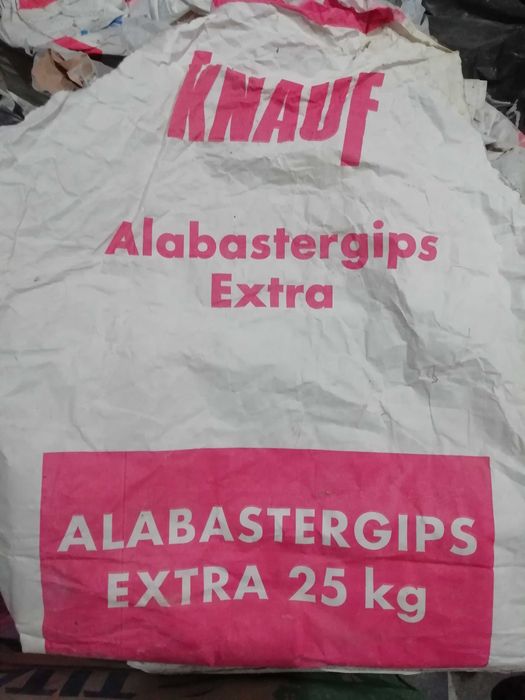 KNAUF
Alabastergips
Extra
ALABASTERGIPS
EXTRA 25 kg